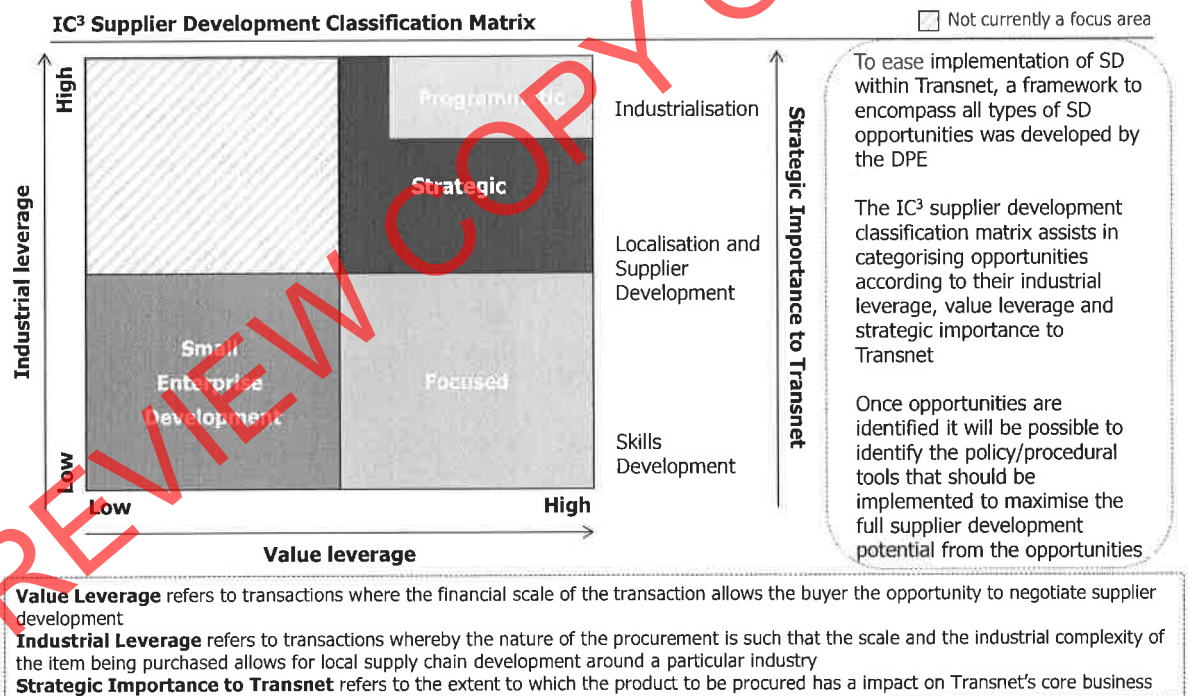 IC³ Supplier Development Classification Matrix
Not currently a focus area
High
Industrial leverage
Low
Programmatic
Strategic
Small
Enterprise
Development
Focused
Low
High
Value leverage
Industrialisation
Localisation and
Supplier
Development
Skills
Development
Strategic Importance to Transnet
To ease implementation of SD
within Transnet, a framework to
encompass all types of SD
opportunities was developed by
the DPE
The IC³ supplier development
classification matrix assists in
categorising opportunities
according to their industrial
leverage, value leverage and
strategic importance to
Transnet
Once opportunities are
identified it will be possible to
identify the policy/procedural
tools that should be
implemented to maximise the
full supplier development
potential from the opportunities
Value Leverage refers to transactions where the financial scale of the transaction allows the buyer the opportunity to negotiate supplier
development
Industrial Leverage refers to transactions whereby the nature of the procurement is such that the scale and the industrial complexity of
the item being purchased allows for local supply chain development around a particular industry
Strategic Importance to Transnet refers to the extent to which the product to be procured has a impact on Transnet's core business
REVIEW COPY